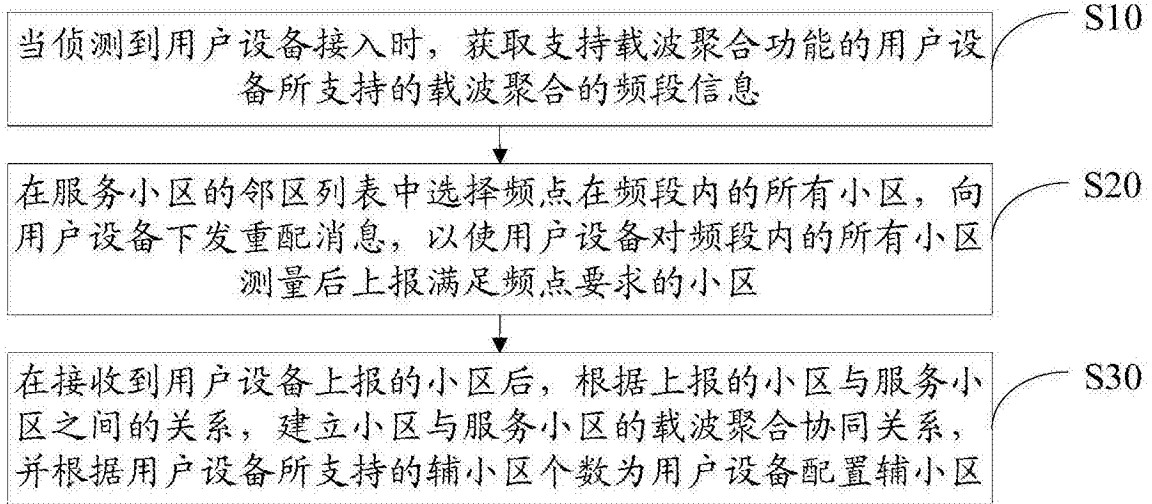 当侦测到用户设备接入时，获取支持载波聚合功能的用户设
备所支持的载波聚合的频段信息
S10
在服务小区的邻区列表中选择频点在频段内的所有小区，向
用户设备下发重配消息，以使用户设备对频段内的所有小区
测量后上报满足频点要求的小区
S20
在接收到用户设备上报的小区后，根据上报的小区与服务小
区之间的关系，建立小区与服务小区的载波聚合协同关系，
并根据用户设备所支持的辅小区个数为用户设备配置辅小区
S30